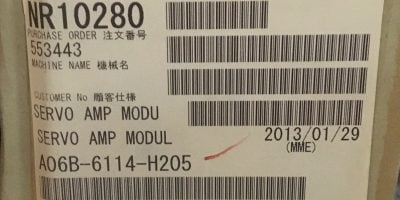 NR10280
PURCHASE ORDER 注文番号
553443
MACHINE NAME 機械名
CUSTOMER No 顧客仕様
SERVO AMP MODU
SERVO AMP MODUL 2013/01/29
(MME)
A06B-6114-H205